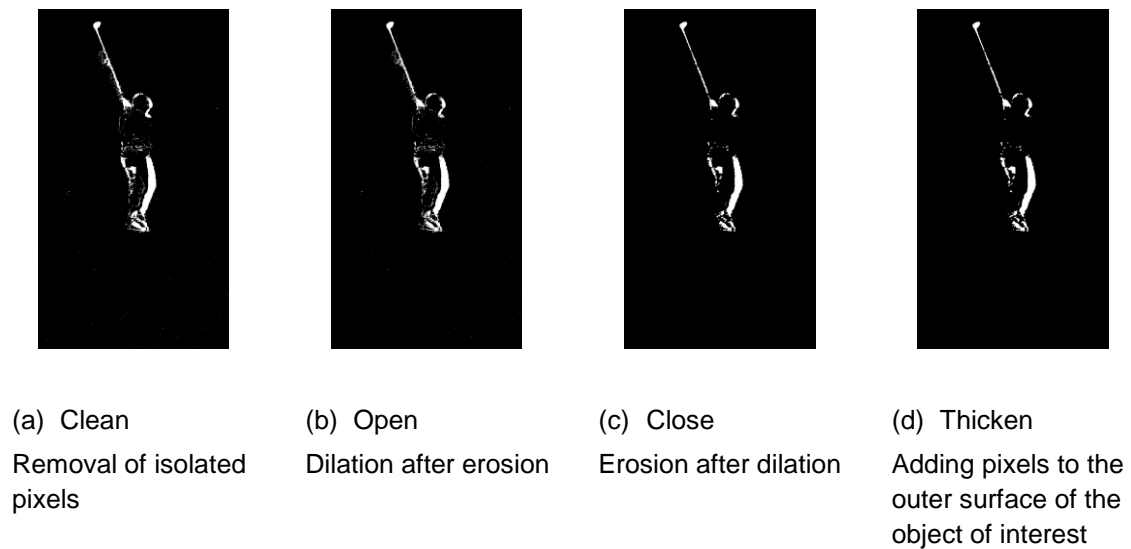 (a) Clean
Removal of isolated
pixels
(b) Open
Dilation after erosion
(c) Close
Erosion after dilation
(d) Thicken
Adding pixels to the
outer surface of the
object of interest